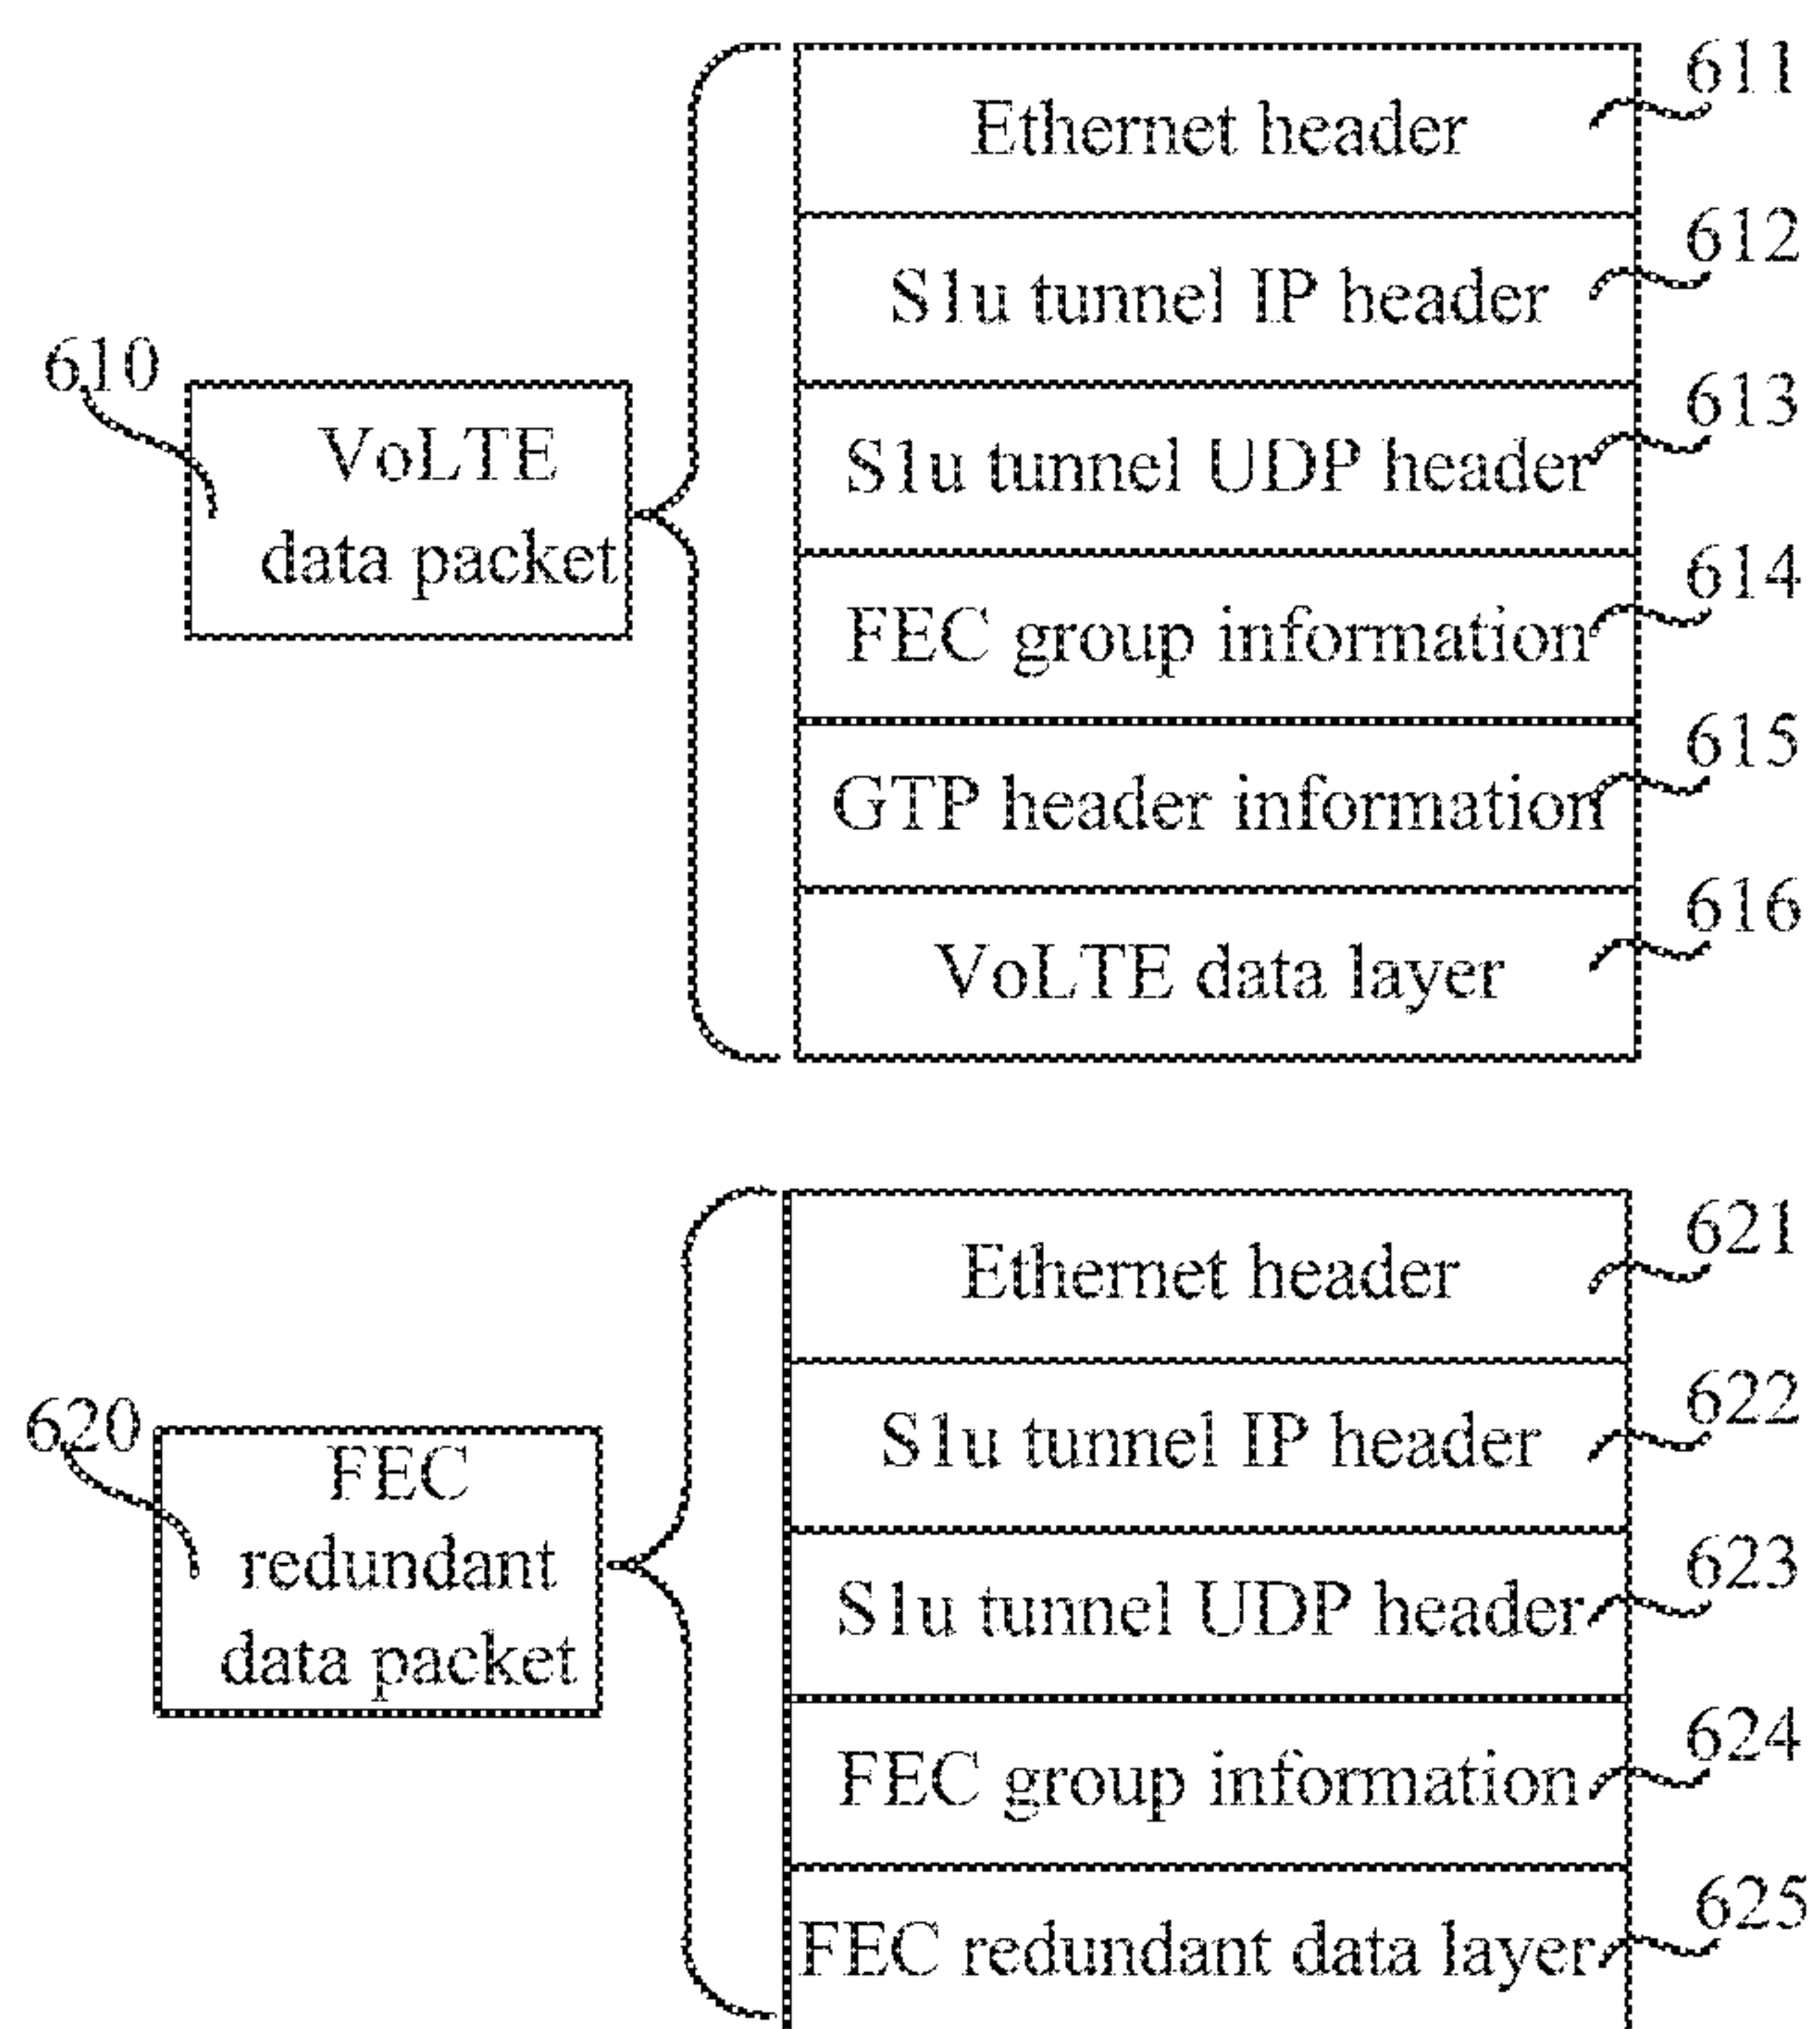 611
Ethernet header
612
S1u tunnel IP header
610
VoLTE
data packet
613
S1u tunnel UDP header
614
FEC group information
615
GTP header information
616
VoLTE data layer
621
Ethernet header
622
S1u tunnel IP header
620
FEC
redundant
data packet
623
S1u tunnel UDP header
624
FEC group information
625
FEC redundant data layer